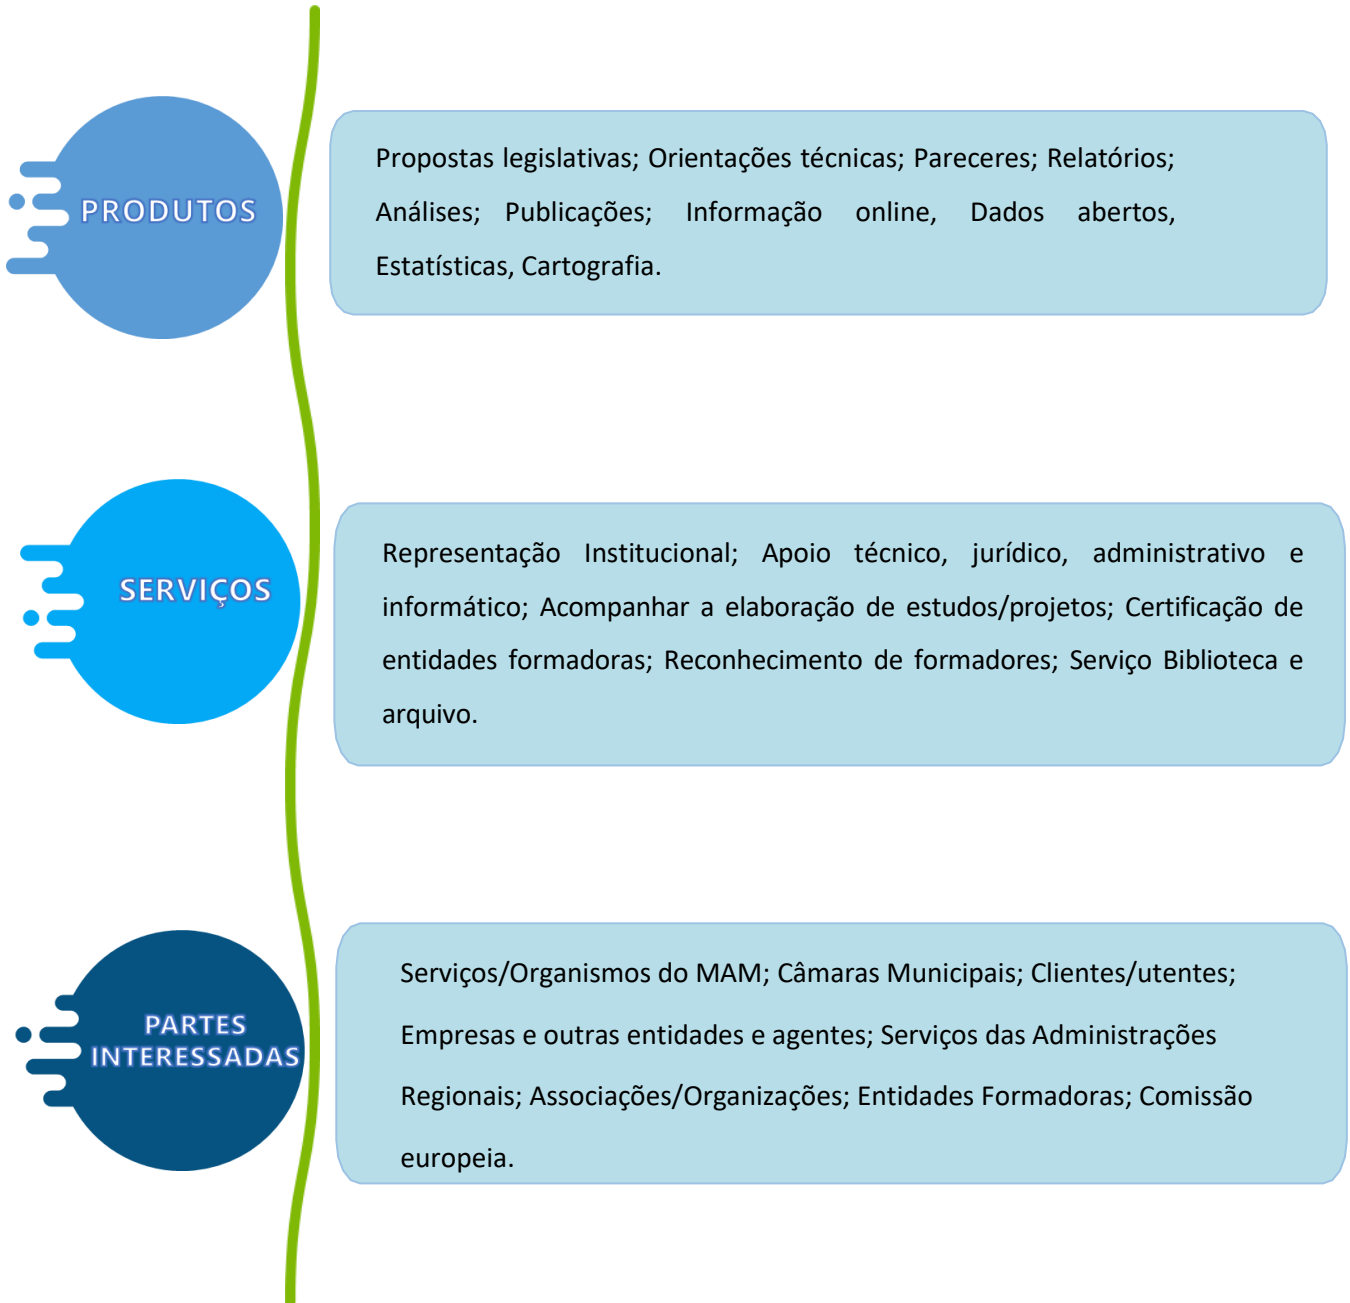 PRODUTOS
Propostas legislativas; Orientações técnicas; Pareceres; Relatórios;
Análises; Publicações; Informação online, Dados abertos,
Estatísticas, Cartografia.
SERVIÇOS
Representação Institucional; Apoio técnico, jurídico, administrativo e
informático; Acompanhar a elaboração de estudos/projetos; Certificação de
entidades formadoras; Reconhecimento de formadores; Serviço Biblioteca e
arquivo.
PARTES
INTERESSADAS
Serviços/Organismos do MAM; Câmaras Municipais; Clientes/utentes;
Empresas e outras entidades e agentes; Serviços das Administrações
Regionais; Associações/Organizações; Entidades Formadoras; Comissão
europeia.